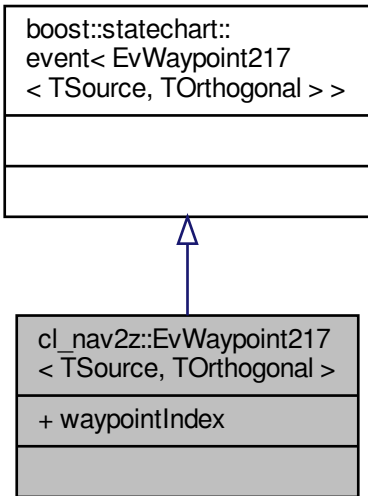 boost::statechart::
event< EvWaypoint217
< TSource, TOrthogonal > >
cl_nav2z::EvWaypoint217
< TSource, TOrthogonal >
+ waypointIndex